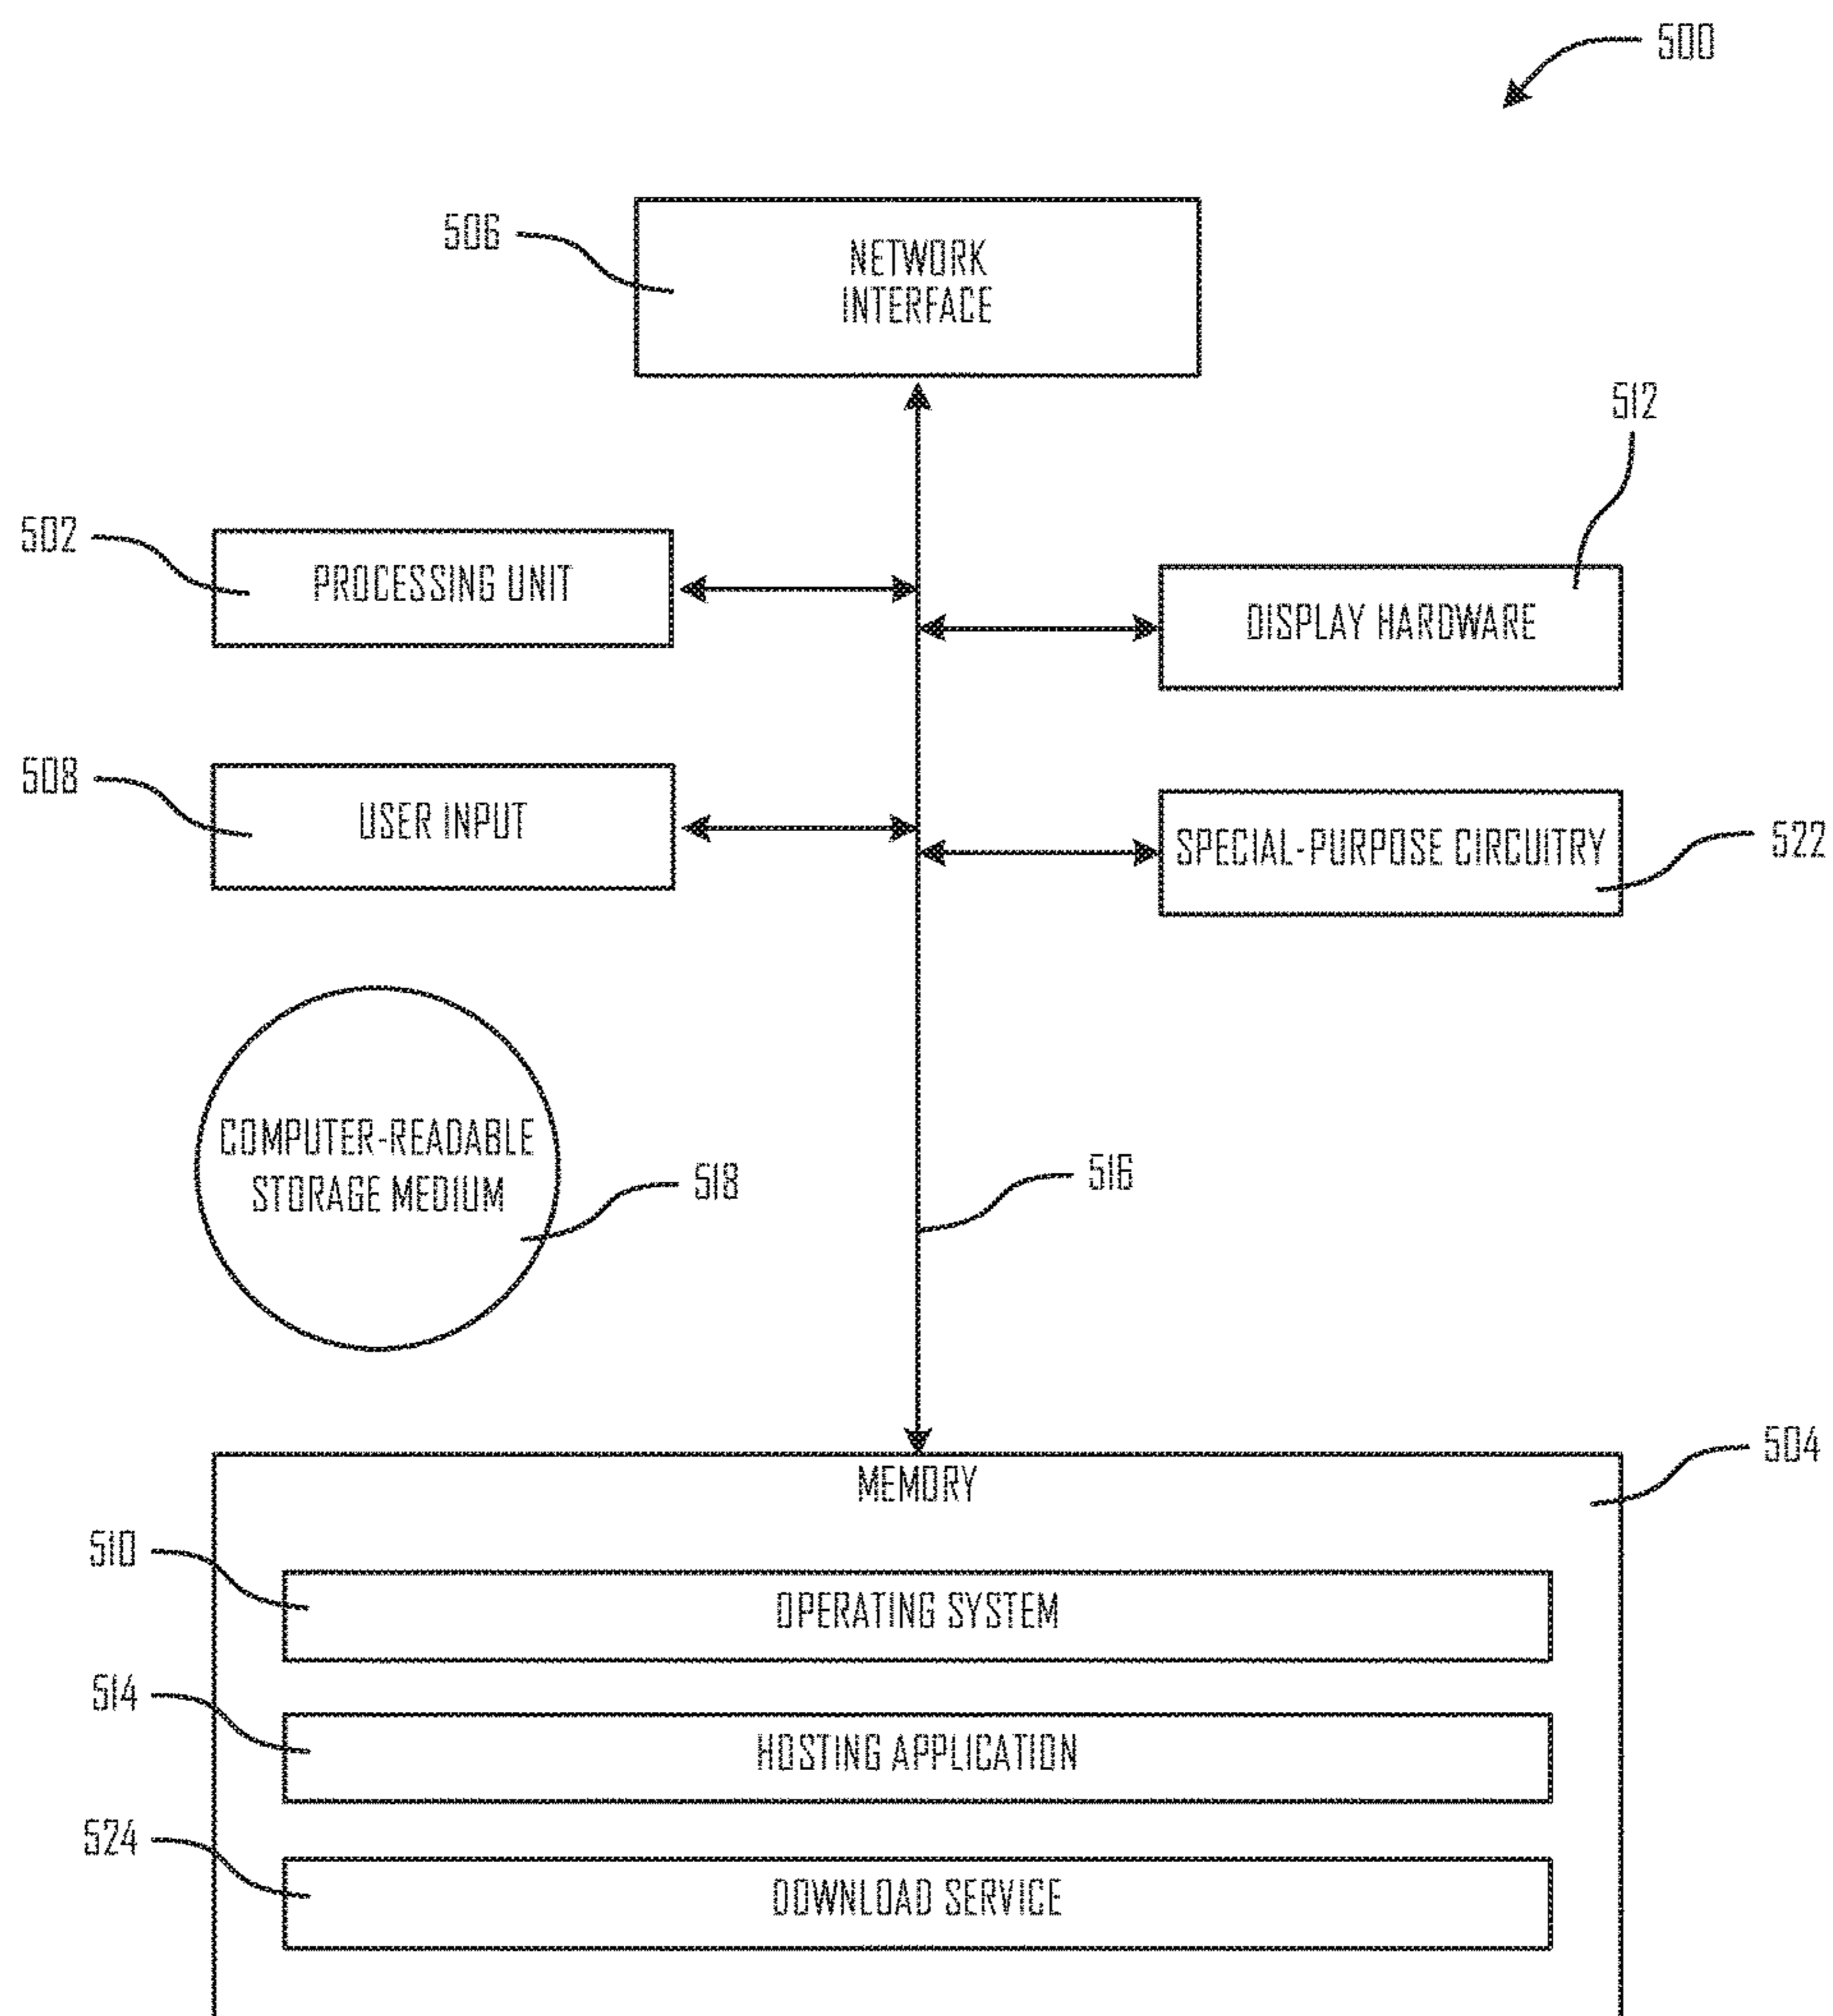 500
506
NETWORK
INTERFACE
512
502
PROCESSING UNIT
DISPLAY HARDWARE
508
USER INPUT
SPECIAL-PURPOSE CIRCUITRY
522
COMPUTER-READABLE
STORAGE MEDIUM
518
516
504
MEMORY
510
OPERATING SYSTEM
514
HOSTING APPLICATION
524
DOWNLOAD SERVICE